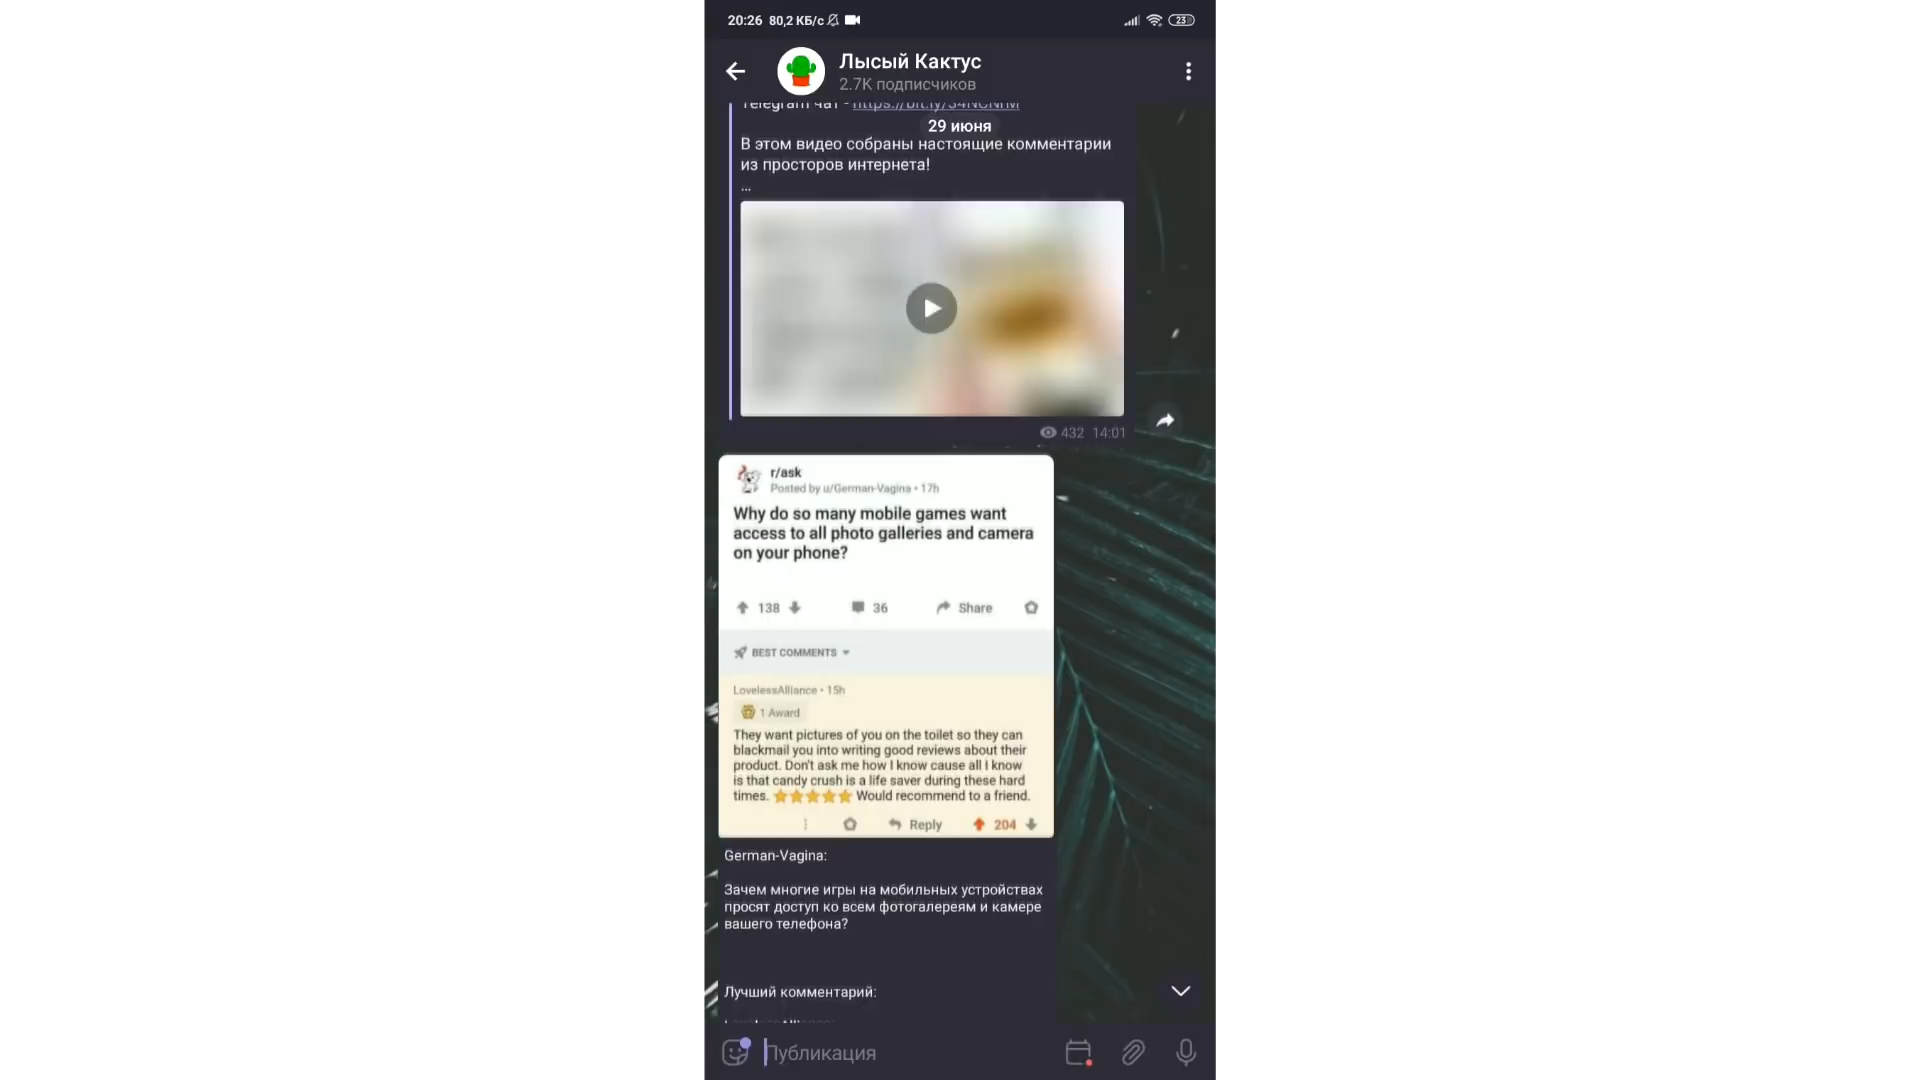 20:26 80,2 КБ/с
23
Лысый Кактус
2.7K подписчиков
Telegram чат -
29 июня
В этом видео собраны настоящие комментарии
из просторов интернета!
...
432 14:01
r/ask
Posted by u/German-Vagina • 17h
Why do so many mobile games want
access to all photo galleries and camera
on your phone?
138 36 Share
BEST COMMENTS
LovelessAlliance • 15h
1 Award
They want pictures of you on the toilet so they can
blackmail you into writing good reviews about their
product. Don't ask me how I know cause all I know
is that candy crush is a life saver during these hard
times. ⭐⭐⭐⭐⭐ Would recommend to a friend.
Reply 204
German-Vagina:
Зачем многие игры на мобильных устройствах
просят доступ ко всем фотогалереям и камере
вашего телефона?
Лучший комментарий:
Публикация